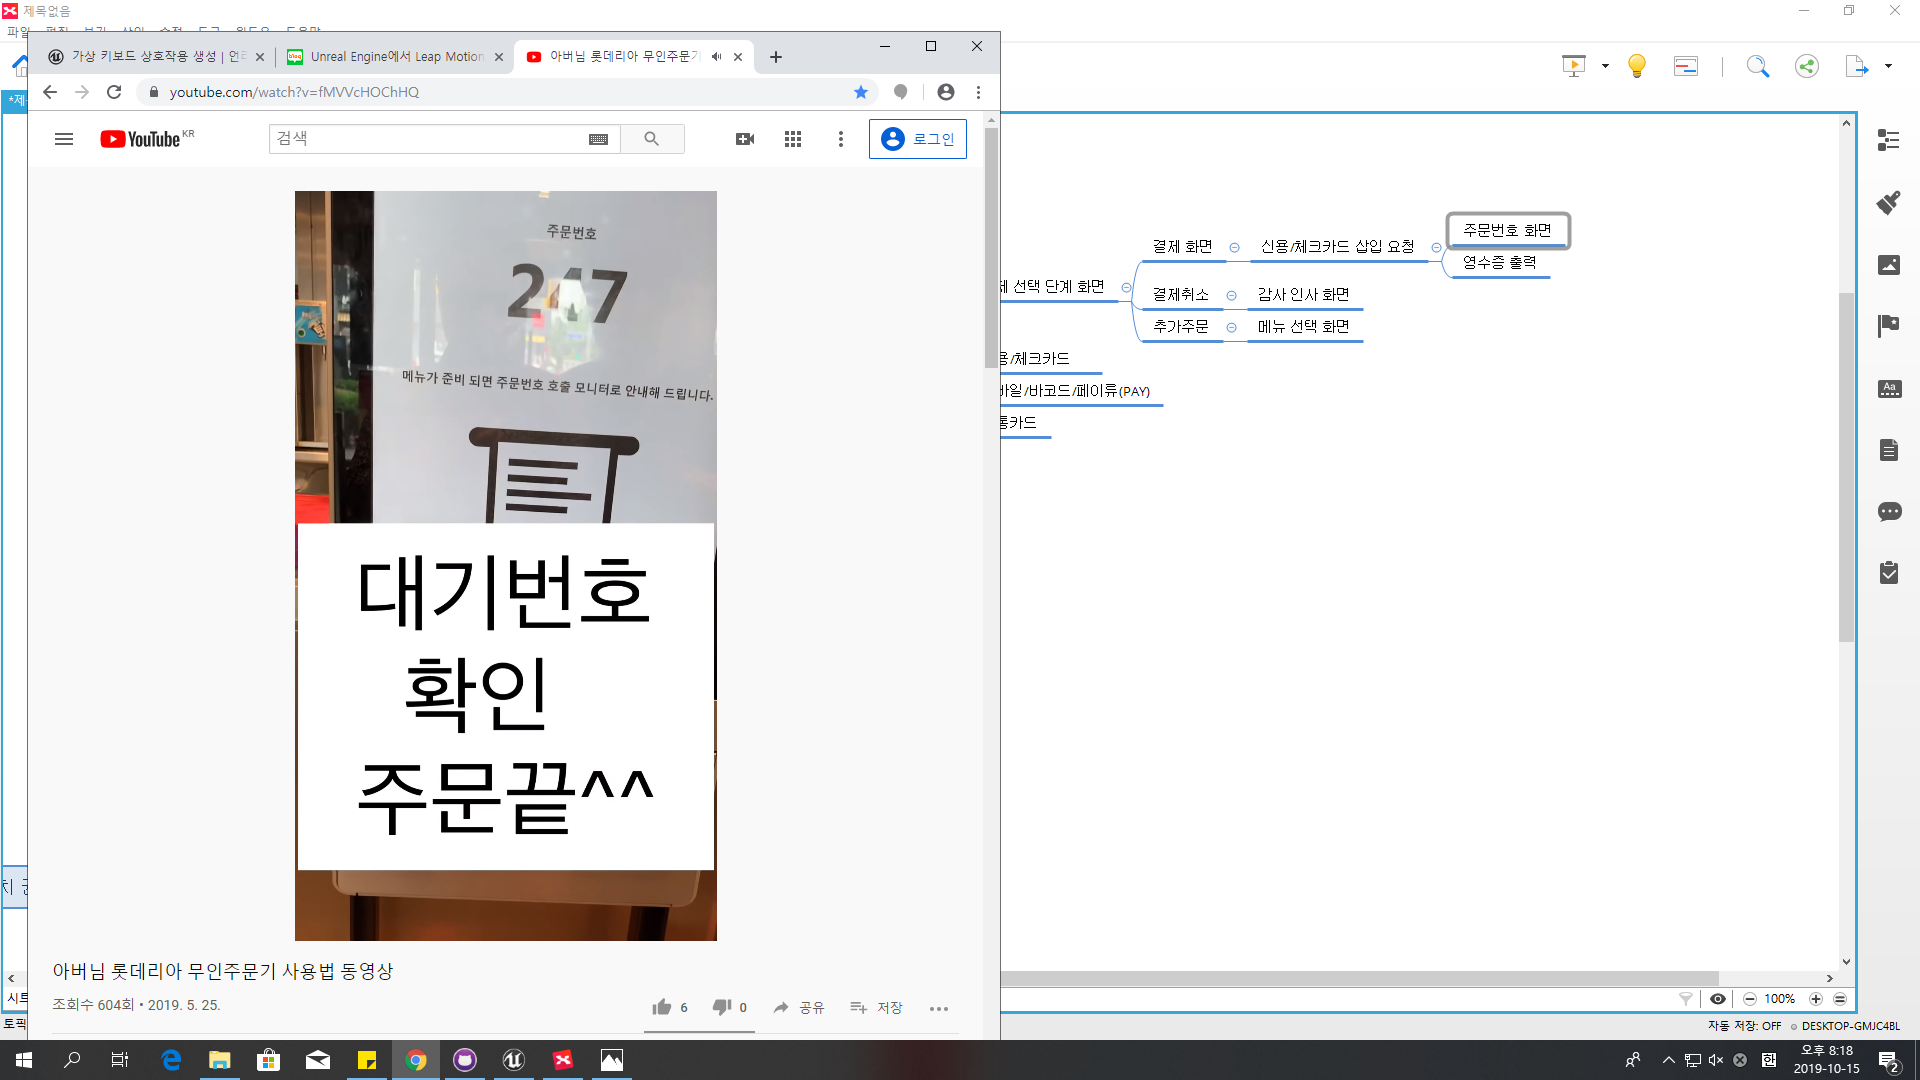 제목없음
가상 키보드 상호작용 생성 | 언리
Unreal Engine에서 Leap Motion
아버님 롯데리아 무인주문기
youtube.com/watch?v=fMVVcHOChHQ
YouTube KR
검색
로그인
주문번호
247
메뉴가 준비 되면 주문번호 호출 모니터로 안내해 드립니다.
대기번호
확인
주문끝^^
아버님 롯데리아 무인주문기 사용법 동영상
조회수 604회 • 2019. 5. 25.
6
0
공유
저장
결제 화면
신용/체크카드 삽입 요청
주문번호 화면
영수증 출력
선택 단계 화면
결제취소
감사 인사 화면
추가주문
메뉴 선택 화면
/체크카드
/바코드/페이류(PAY)
카드
Aa
100%
시트
토픽
자동 저장: OFF
DESKTOP-GMJC4BL
한
오후 8:18
2019-10-15
2